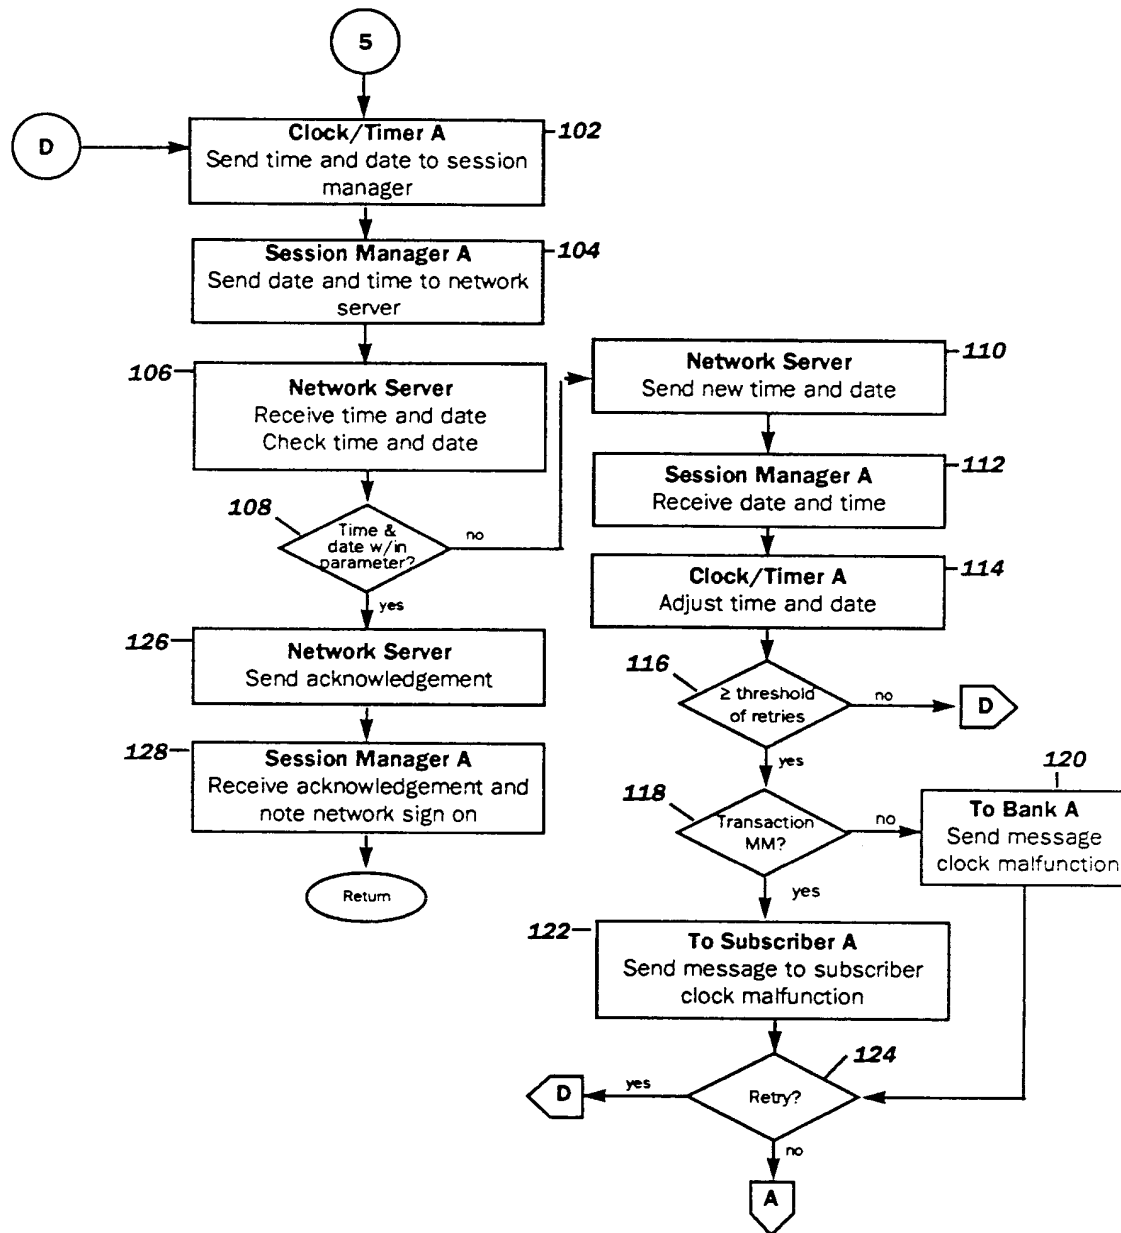 5
D
Clock/Timer A
Send time and date to session
manager
102
Session Manager A
Send date and time to network
server
104
106
Network Server
Receive time and date
Check time and date
108
Time &
date w/in
parameter?
no
yes
126
Network Server
Send acknowledgement
128
Session Manager A
Receive acknowledgement and
note network sign on
Return
Network Server
Send new time and date
110
Session Manager A
Receive date and time
112
Clock/Timer A
Adjust time and date
114
116
≥ threshold
of retries
no
D
yes
118
Transaction
MM?
no
120
To Bank A
Send message
clock malfunction
yes
122
To Subscriber A
Send message to subscriber
clock malfunction
124
Retry?
yes
D
no
A